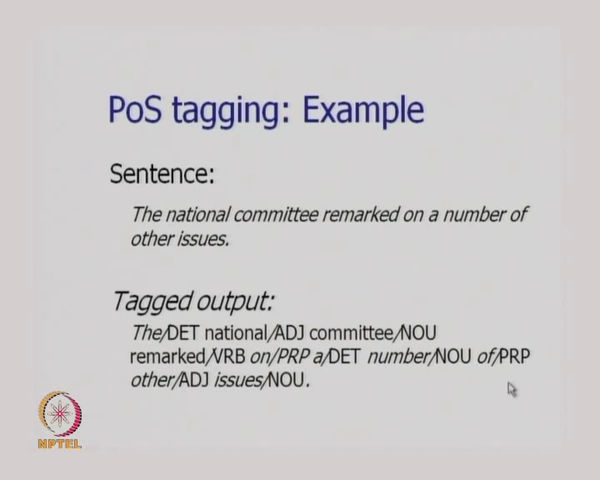 PoS tagging: Example
Sentence:
The national committee remarked on a number of
other issues.
Tagged output:
The/DET national/ADJ committee/NOU
remarked/VRB on/PRP a/DET number/NOU of/PRP
other/ADJ issues/NOU.
NPTEL